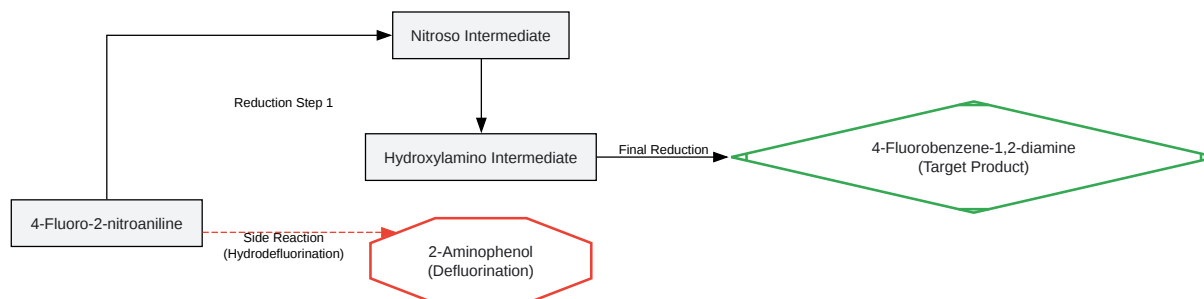 Nitroso Intermediate
Reduction Step 1
Hydroxylamino Intermediate
Final Reduction
4-Fluorobenzene-1,2-diamine
(Target Product)
4-Fluoro-2-nitroaniline
Side Reaction
(Hydrodefluorination)
2-Aminophenol
(Defluorination)